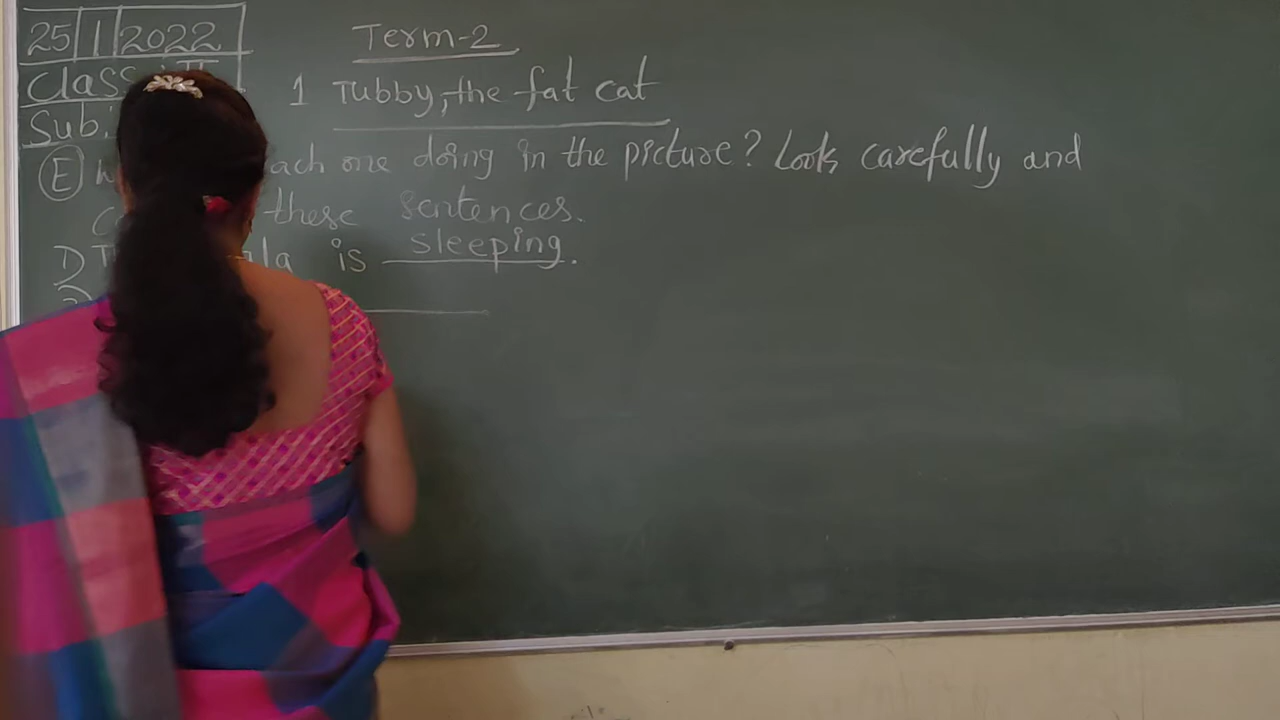 25 1 2022
Term-2
Class
1 Tubby, the fat cat
Sub:
(E) one doing in the picture? Look carefully and
these sentences.
1) is sleeping.
2)